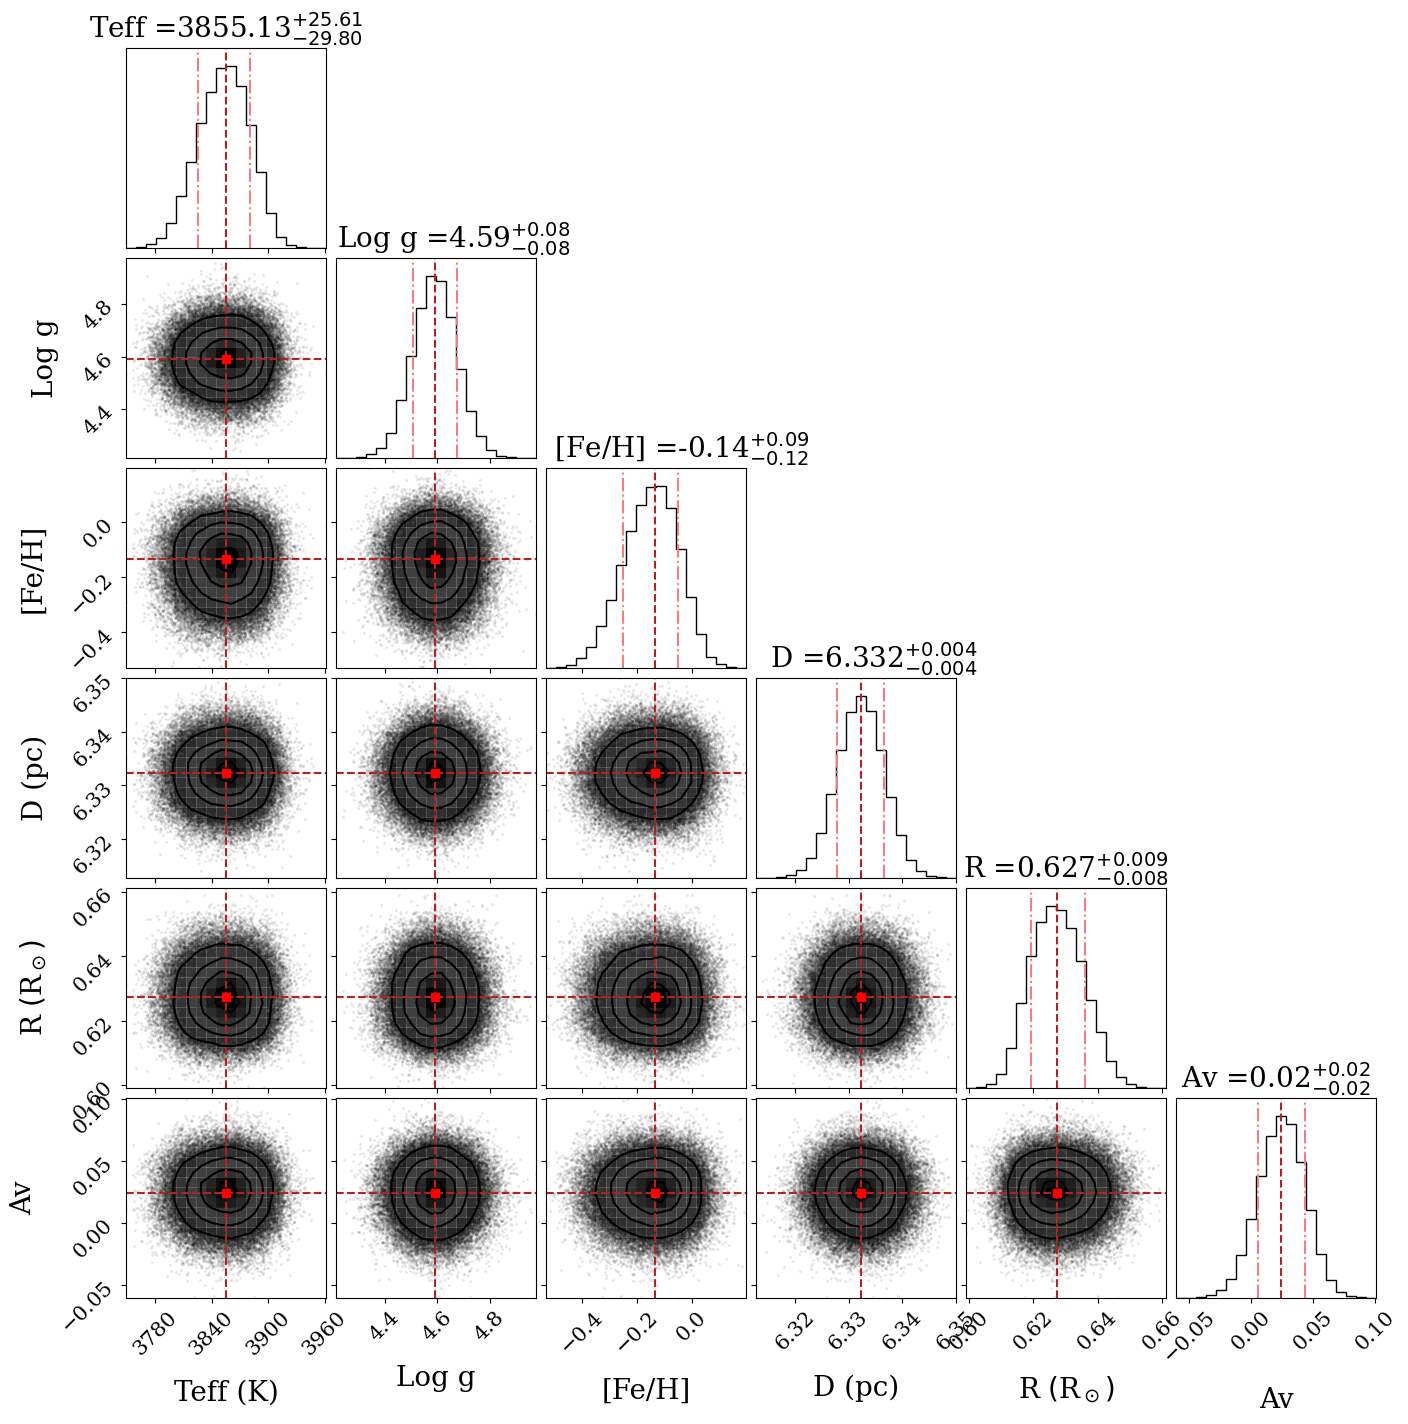 Teff =3855.13+25.61−29.80
Log g =4.59+0.08−0.08
4.8
4.6
4.4
Log g
[Fe/H] =-0.14+0.09−0.12
0.0
−0.2
−0.4
[Fe/H]
D =6.332+0.004−0.004
6.35
6.34
6.33
6.32
D (pc)
R =0.627+0.009−0.008
0.66
0.64
0.62
0.60
R (R⊙)
Av =0.02+0.02−0.02
0.10
0.05
0.00
−0.05
Av
3780 3840 3900 3960 4.4 4.6 4.8 −0.4 −0.2 0.0 6.32 6.33 6.34 6.35 0.60 0.62 0.64 0.66 −0.05 0.00 0.05 0.10
Teff (K) Log g [Fe/H] D (pc) R (R⊙) Av